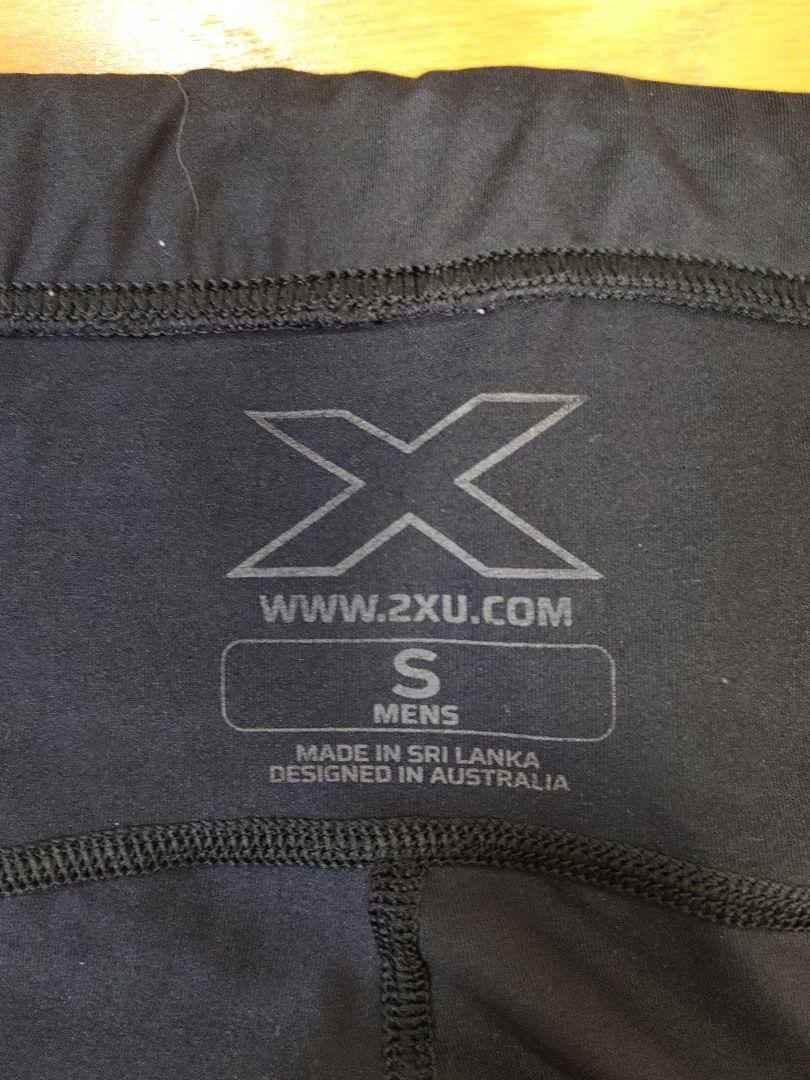 X
WWW.2XU.COM
S
MENS
MADE IN SRI LANKA
DESIGNED IN AUSTRALIA